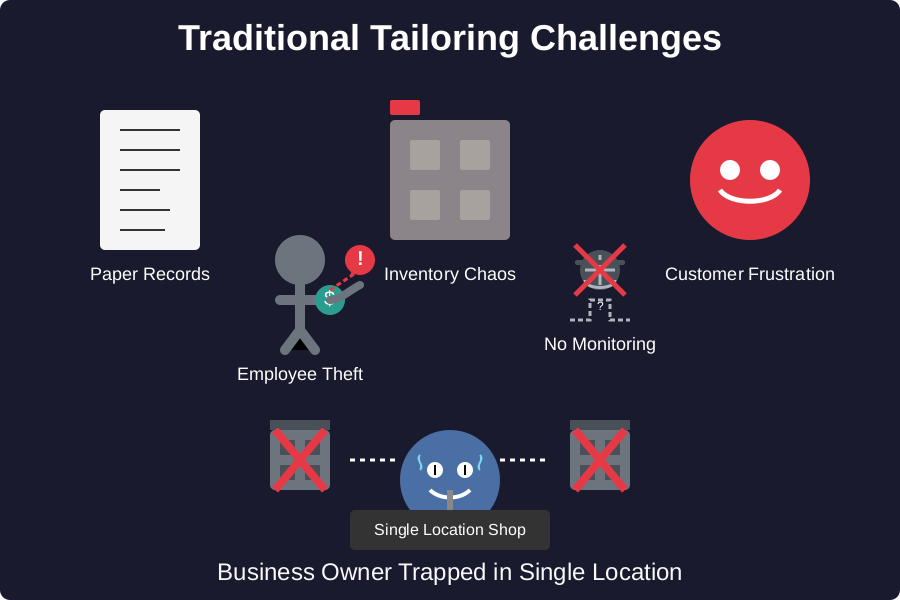 Traditional Tailoring Challenges
Paper Records
Inventory Chaos
Customer Frustration
!
$
?
No Monitoring
Employee Theft
Single Location Shop
Business Owner Trapped in Single Location